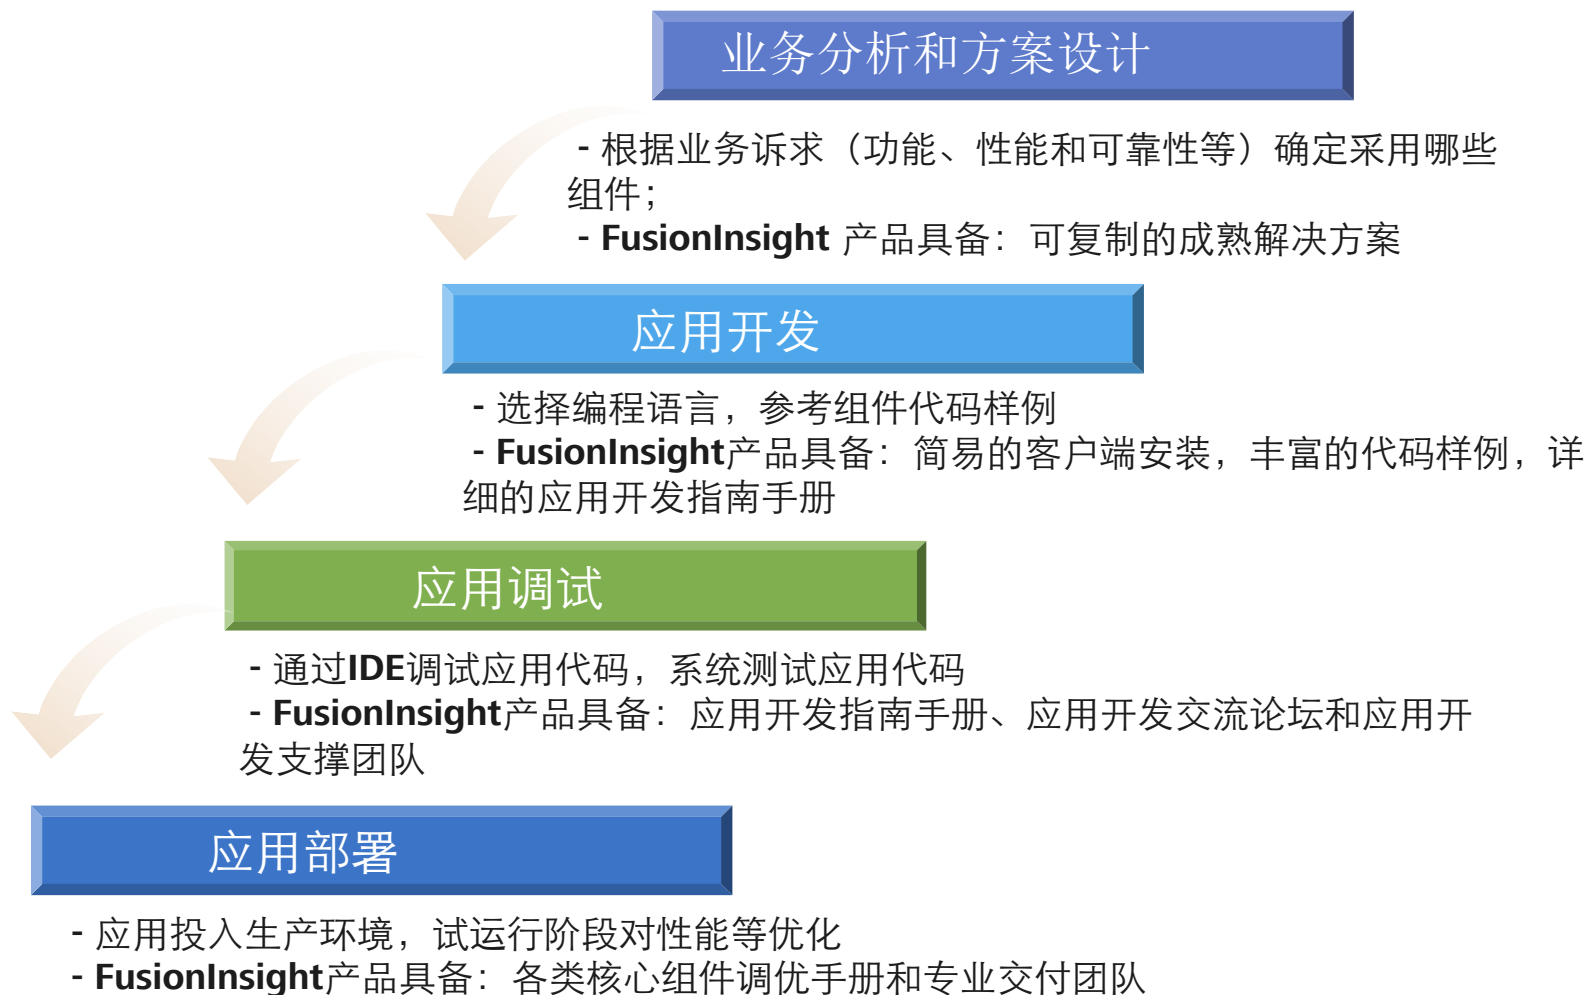 业务分析和方案设计
- 根据业务诉求（功能、性能和可靠性等）确定采用哪些
组件；
- FusionInsight 产品具备：可复制的成熟解决方案
应用开发
- 选择编程语言，参考组件代码样例
- FusionInsight产品具备：简易的客户端安装，丰富的代码样例，详
细的应用开发指南手册
应用调试
- 通过IDE调试应用代码，系统测试应用代码
- FusionInsight产品具备：应用开发指南手册、应用开发交流论坛和应用开
发支撑团队
应用部署
- 应用投入生产环境，试运行阶段对性能等优化
- FusionInsight产品具备：各类核心组件调优手册和专业交付团队